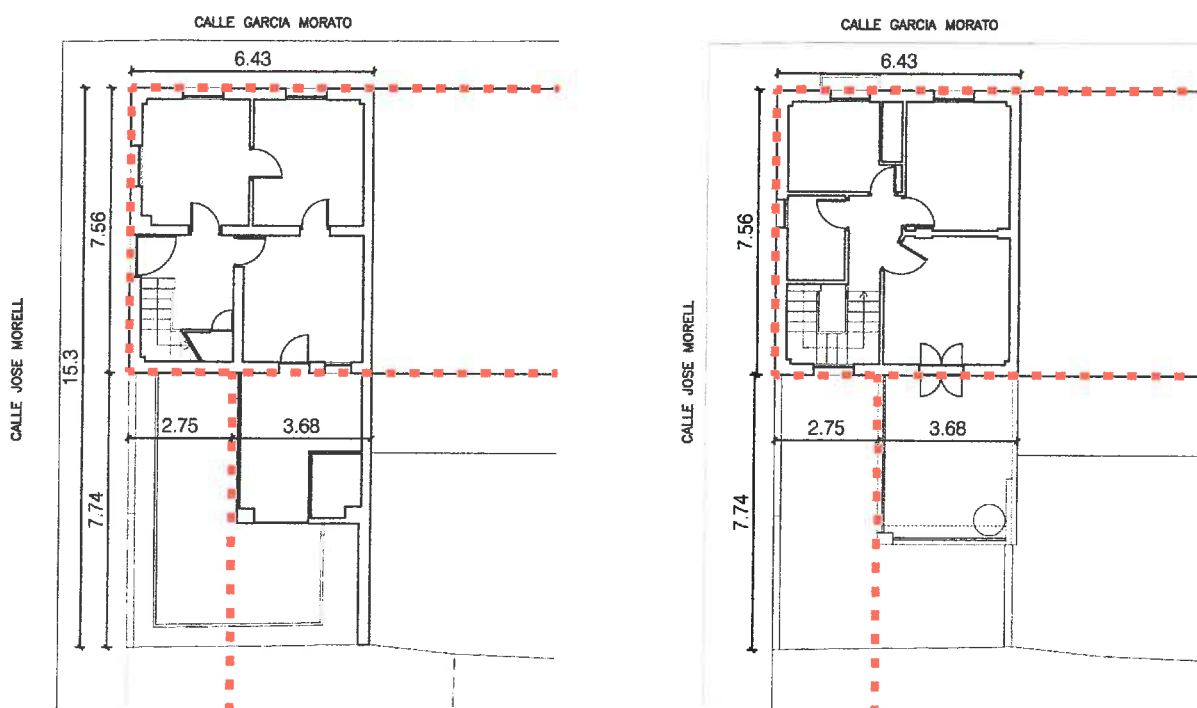 CALLE GARCIA MORATO
6.43
7.56
15.3
CALLE JOSE MORELL
2.75
3.68
7.74
CALLE GARCIA MORATO
6.43
7.56
CALLE JOSE MORELL
2.75
3.68
7.74